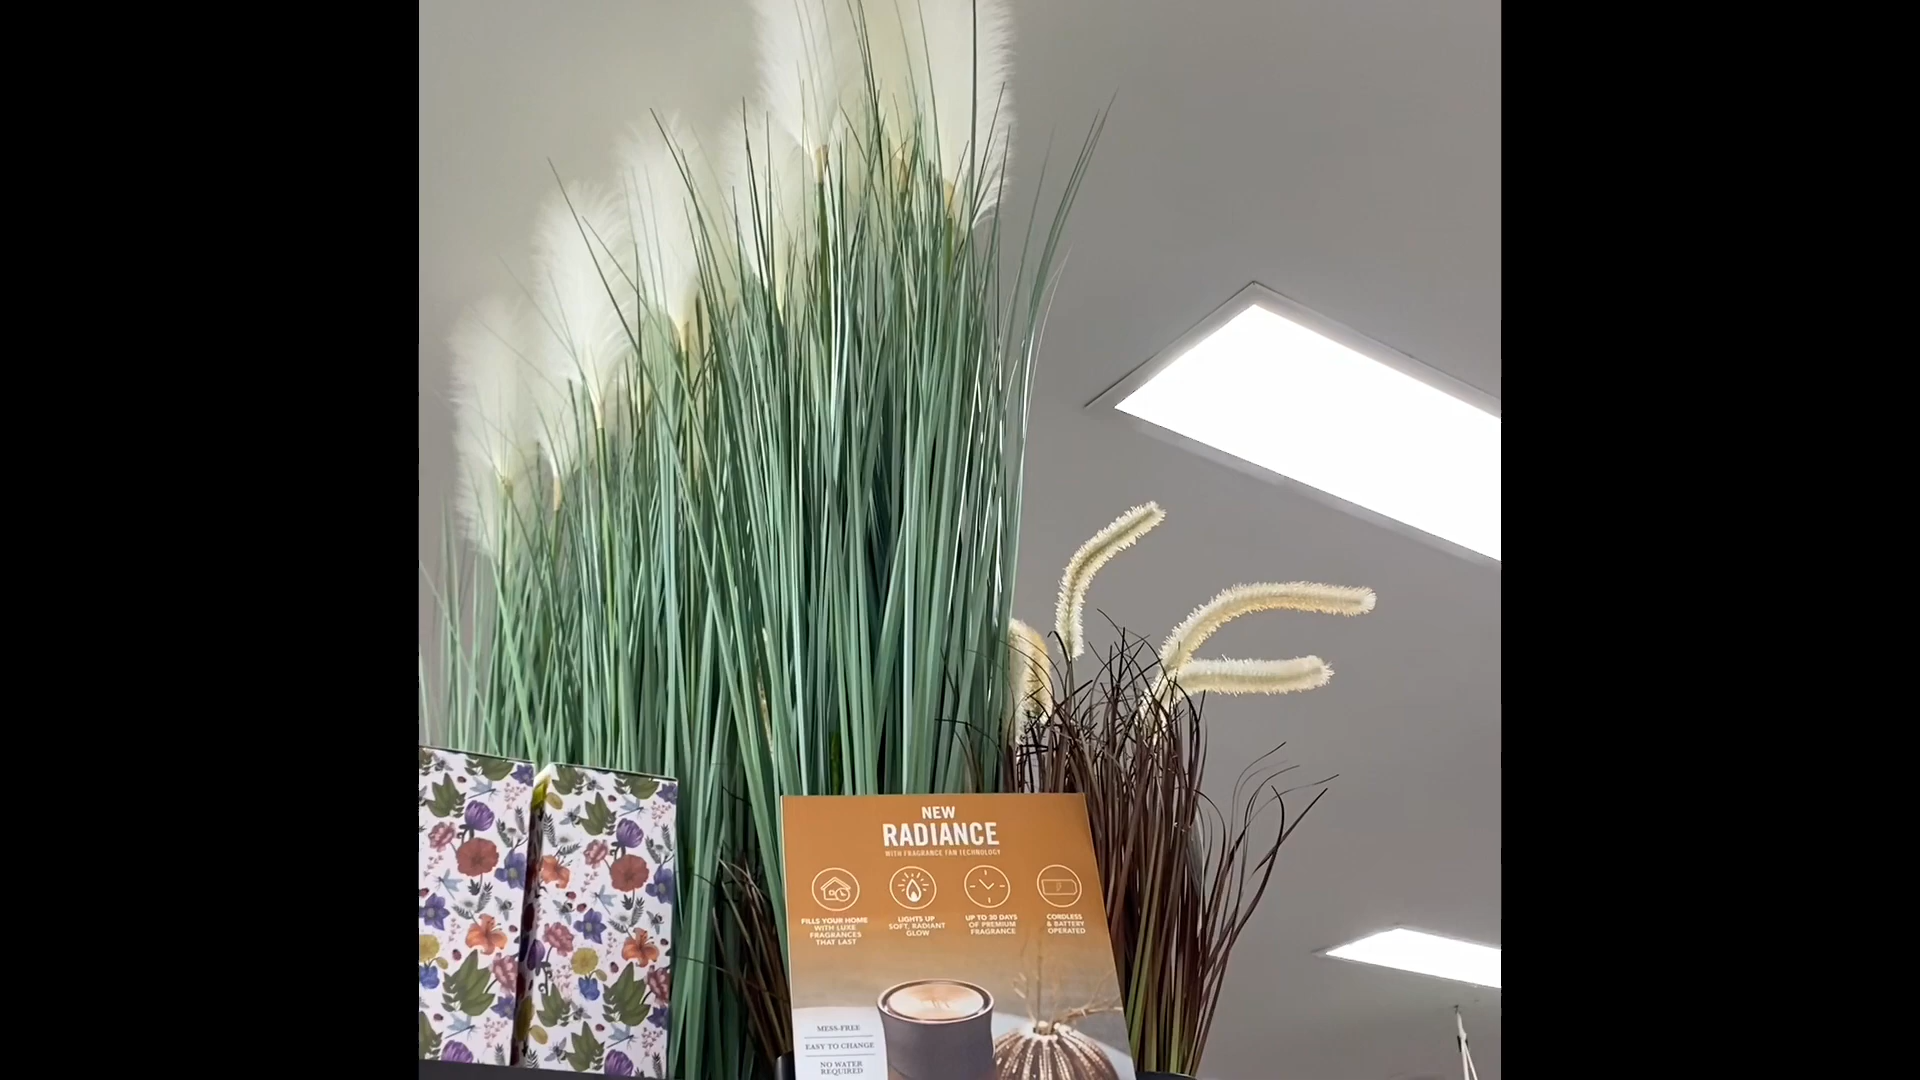 NEW
RADIANCE
WITH FRAGRANCE FAN TECHNOLOGY
FILLS YOUR HOME
WITH LUXE
FRAGRANCES
THAT LAST
LIGHTS UP
SOFT, RADIANT
GLOW
UP TO 30 DAYS
OF PREMIUM
FRAGRANCE
CORDLESS
& BATTERY
OPERATED
MESS-FREE
EASY TO CHANGE
NO WATER
REQUIRED